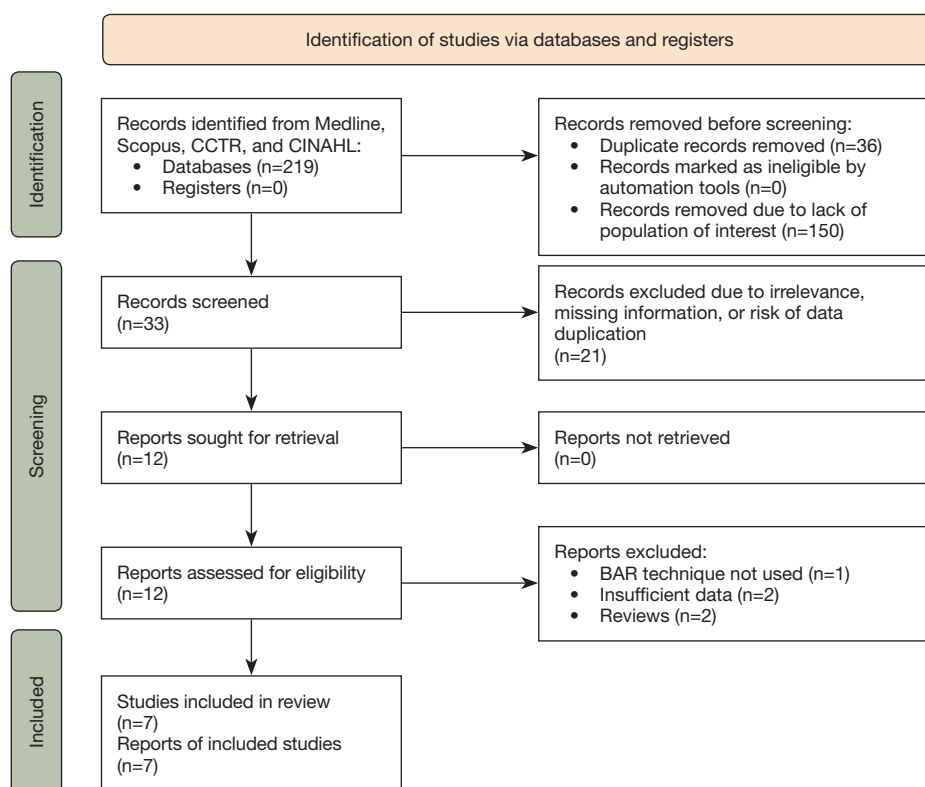 Identification of studies via databases and registers
Identification
Records identified from Medline,
Scopus, CCTR, and CINAHL:
• Databases (n=219)
• Registers (n=0)
Records removed before screening:
• Duplicate records removed (n=36)
• Records marked as ineligible by
automation tools (n=0)
• Records removed due to lack of
population of interest (n=150)
Screening
Records screened
(n=33)
Records excluded due to irrelevance,
missing information, or risk of data
duplication
(n=21)
Reports sought for retrieval
(n=12)
Reports not retrieved
(n=0)
Reports assessed for eligibility
(n=12)
Reports excluded:
• BAR technique not used (n=1)
• Insufficient data (n=2)
• Reviews (n=2)
Included
Studies included in review
(n=7)
Reports of included studies
(n=7)